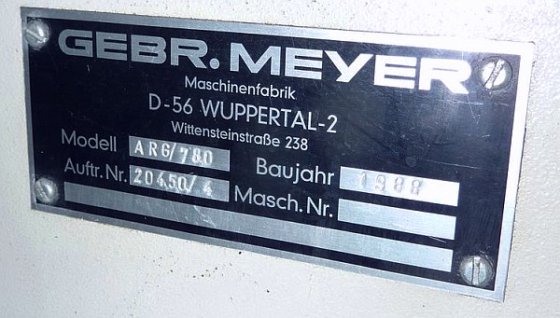 GEBR. MEYER
Maschinenfabrik
D-56 WUPPERTAL-2
Wittensteinstraße 238
Modell ARG/780 Baujahr 1988
Auftr. Nr. 20450/4 Masch. Nr.